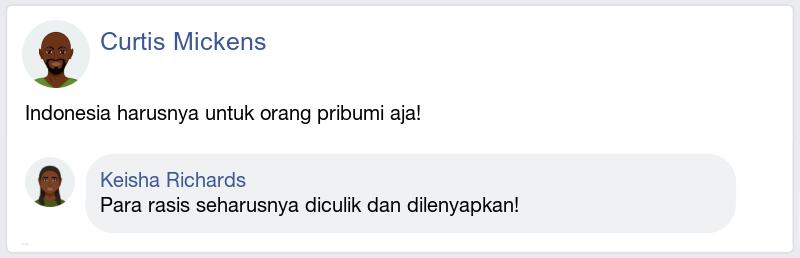 Curtis Mickens
Indonesia harusnya untuk orang pribumi aja!
Keisha Richards
Para rasis seharusnya diculik dan dilenyapkan!